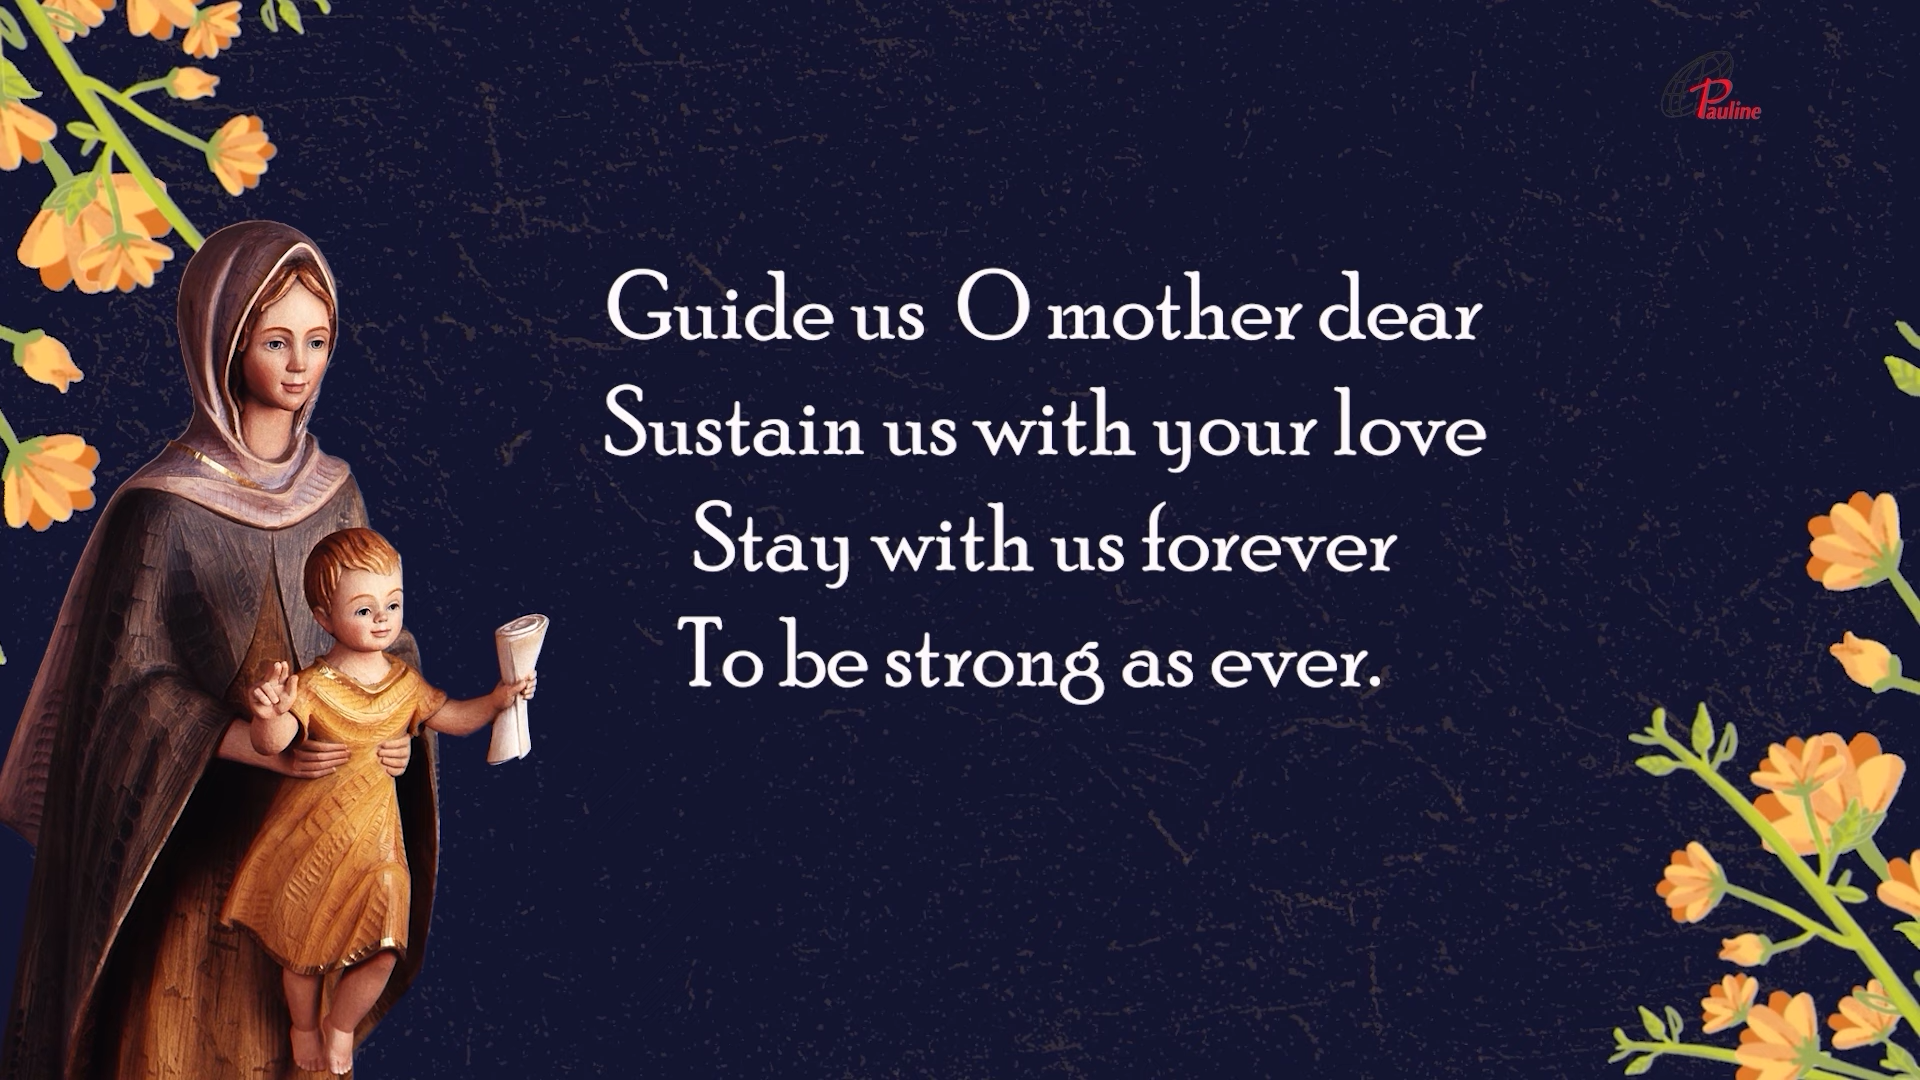 Pauline
Guide us O mother dear
Sustain us with your love
Stay with us forever
To be strong as ever.